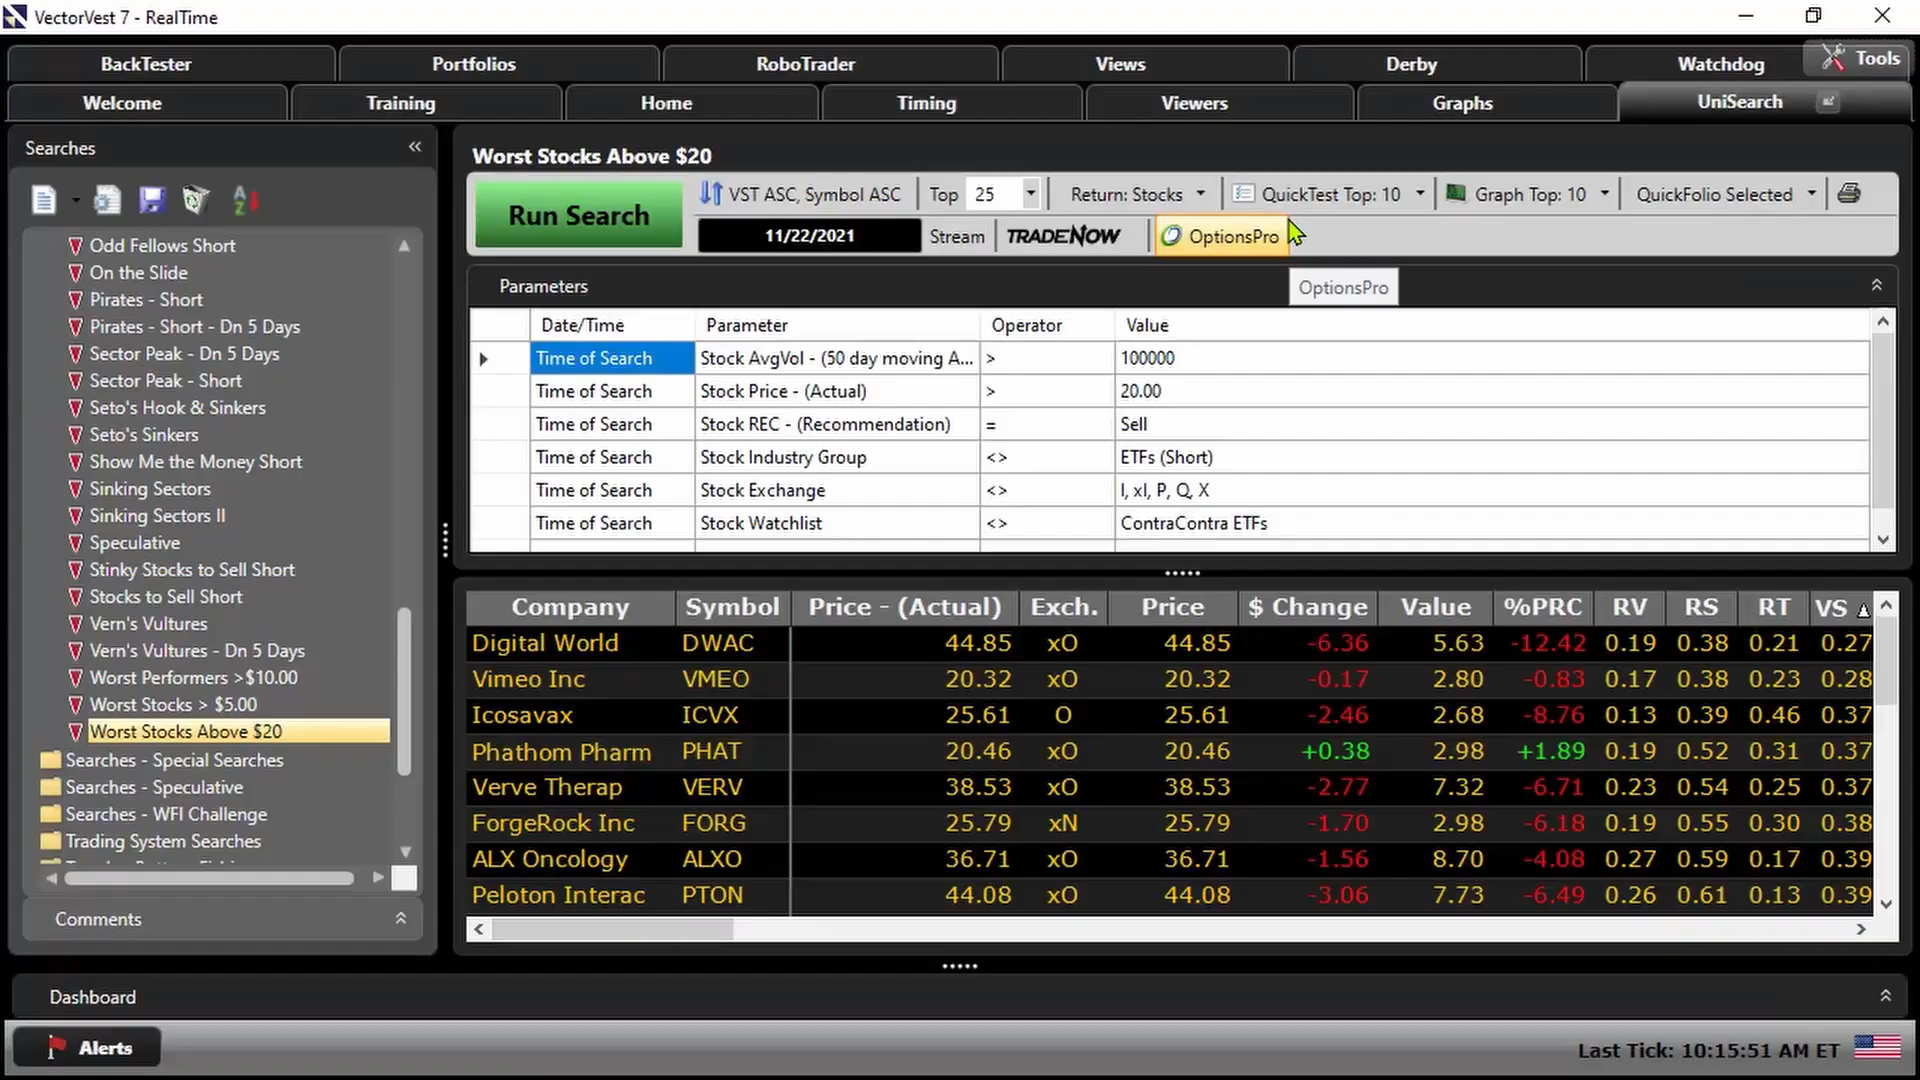 VectorVest 7 - RealTime
BackTester Portfolios RoboTrader Views Derby Watchdog Tools
Welcome Training Home Timing Viewers Graphs UniSearch
Searches
Odd Fellows Short
On the Slide
Pirates - Short
Pirates - Short - Dn 5 Days
Sector Peak - Dn 5 Days
Sector Peak - Short
Seto's Hook & Sinkers
Seto's Sinkers
Show Me the Money Short
Sinking Sectors
Sinking Sectors II
Speculative
Stinky Stocks to Sell Short
Stocks to Sell Short
Vern's Vultures
Vern's Vultures - Dn 5 Days
Worst Performers >$10.00
Worst Stocks > $5.00
Worst Stocks Above $20
Searches - Special Searches
Searches - Speculative
Searches - WFI Challenge
Trading System Searches
Comments
Worst Stocks Above $20
Run Search
VST ASC, Symbol ASC Top 25 Return: Stocks QuickTest Top: 10 Graph Top: 10 QuickFolio Selected
11/22/2021 Stream TRADENOW OptionsPro
OptionsPro
Parameters
Date/Time Parameter Operator Value
Time of Search Stock AvgVol - (50 day moving A... > 100000
Time of Search Stock Price - (Actual) > 20.00
Time of Search Stock REC - (Recommendation) = Sell
Time of Search Stock Industry Group <> ETFs (Short)
Time of Search Stock Exchange <> I, xI, P, Q, X
Time of Search Stock Watchlist <> ContraContra ETFs
Company Symbol Price - (Actual) Exch. Price $ Change Value %PRC RV RS RT VS
Digital World DWAC 44.85 xO 44.85 -6.36 5.63 -12.42 0.19 0.38 0.21 0.27
Vimeo Inc VMEO 20.32 xO 20.32 -0.17 2.80 -0.83 0.17 0.38 0.23 0.28
Icosavax ICVX 25.61 O 25.61 -2.46 2.68 -8.76 0.13 0.39 0.46 0.37
Phathom Pharm PHAT 20.46 xO 20.46 +0.38 2.98 +1.89 0.19 0.52 0.31 0.37
Verve Therap VERV 38.53 xO 38.53 -2.77 7.32 -6.71 0.23 0.54 0.25 0.37
ForgeRock Inc FORG 25.79 xN 25.79 -1.70 2.98 -6.18 0.19 0.55 0.30 0.38
ALX Oncology ALXO 36.71 xO 36.71 -1.56 8.70 -4.08 0.27 0.59 0.17 0.39
Peloton Interac PTON 44.08 xO 44.08 -3.06 7.73 -6.49 0.26 0.61 0.13 0.39
Dashboard
Alerts
Last Tick: 10:15:51 AM ET